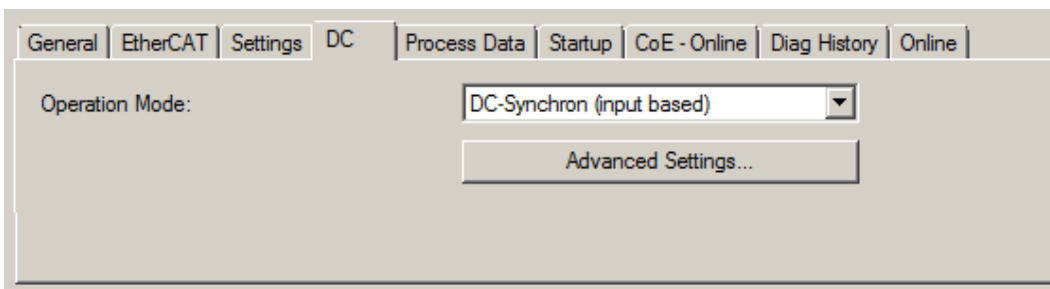 General EtherCAT Settings DC Process Data Startup CoE - Online Diag History Online
Operation Mode: DC-Synchron (input based)
Advanced Settings...